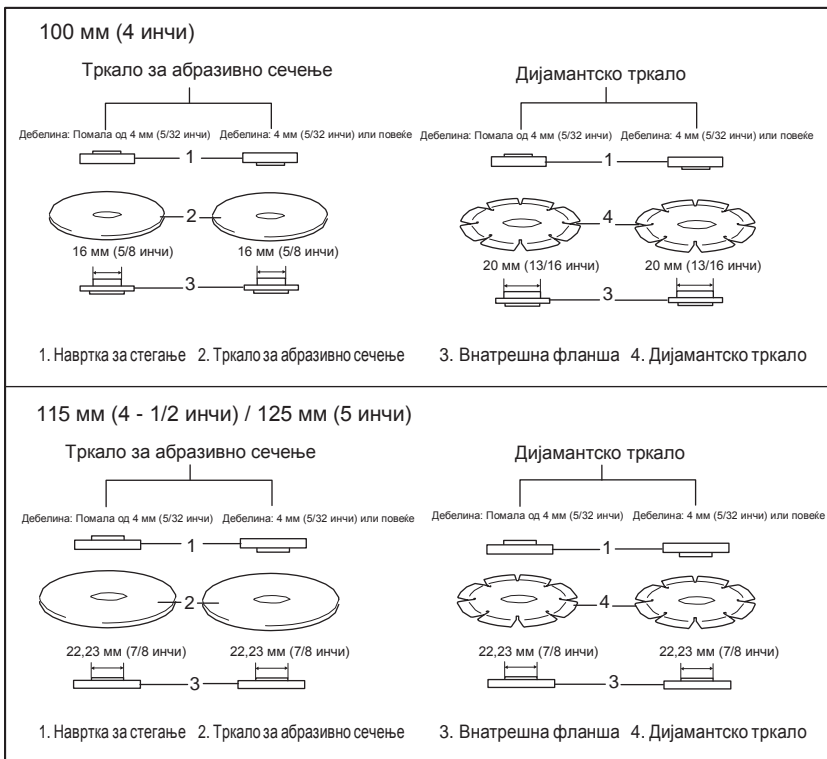 100 мм (4 инчи)
Тркало за абразивно сечење
Дијамантско тркало
Дебелина: Помала од 4 мм (5/32 инчи) Дебелина: 4 мм (5/32 инчи) или повеќе
Дебелина: Помала од 4 мм (5/32 инчи) Дебелина: 4 мм (5/32 инчи) или повеќе
1
1
2
4
16 мм (5/8 инчи) 16 мм (5/8 инчи)
20 мм (13/16 инчи) 20 мм (13/16 инчи)
3
3
1. Навртка за стегање 2. Тркало за абразивно сечење 3. Внатрешна фланша 4. Дијамантско тркало
115 мм (4 - 1/2 инчи) / 125 мм (5 инчи)
Тркало за абразивно сечење
Дијамантско тркало
Дебелина: Помала од 4 мм (5/32 инчи) Дебелина: 4 мм (5/32 инчи) или повеќе
Дебелина: Помала од 4 мм (5/32 инчи) Дебелина: 4 мм (5/32 инчи) или повеќе
1
1
2
4
22,23 мм (7/8 инчи) 22,23 мм (7/8 инчи)
22,23 мм (7/8 инчи) 22,23 мм (7/8 инчи)
3
3
1. Навртка за стегање 2. Тркало за абразивно сечење 3. Внатрешна фланша 4. Дијамантско тркало